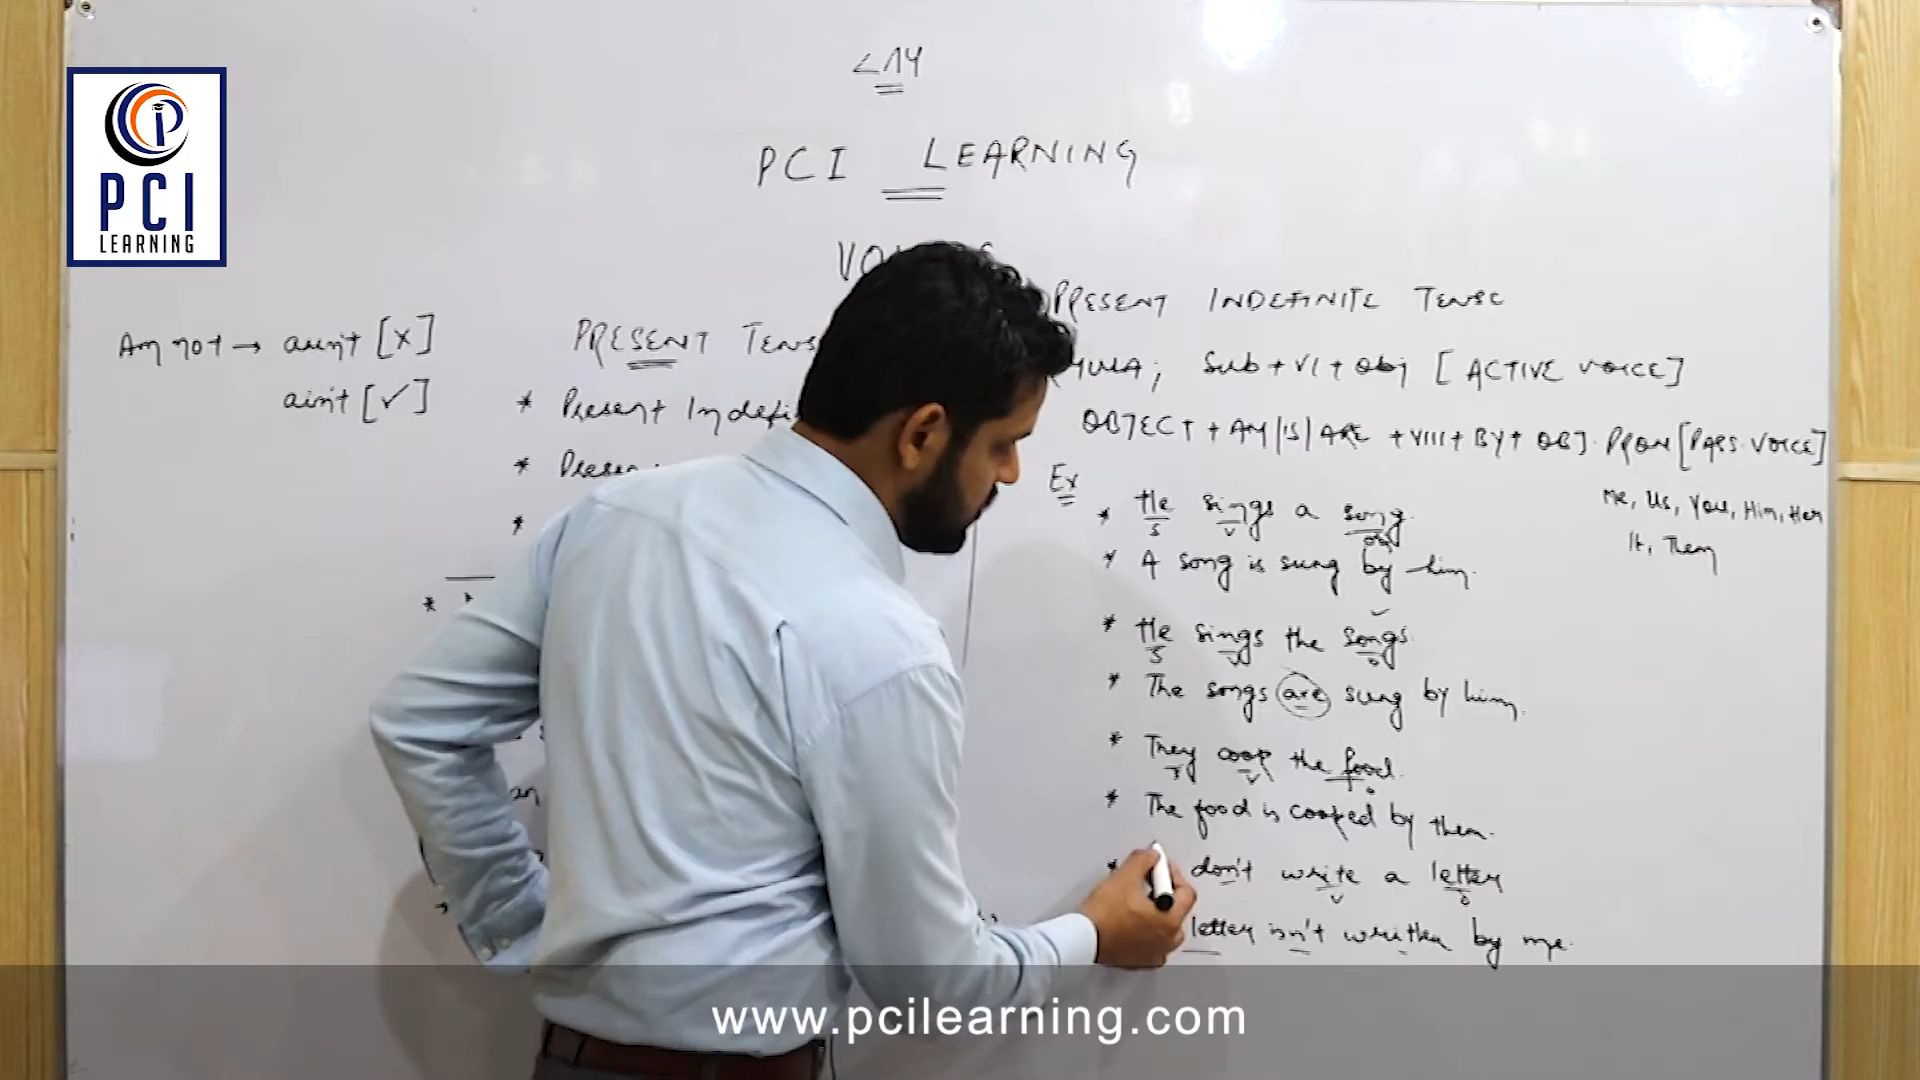 PCI
LEARNING
L14
PCI LEARNING
Am not → aren't [x]
ain't [✓]
PRESENT TENS
* Present Indefi
* Presen
PRESENT INDEFINITE TENSE
MULA; Sub + V1 + Obj [ACTIVE VOICE]
OBJECT + AM|IS|ARE + VIII + BY + OBJ. PRON [PASS. VOICE]
Me, Us, You, Him, Her
It, Them
Ex
* He sings a song.
S V Obj
* A song is sung by him.
* He sings the songs.
S V O
* The songs are sung by him.
* They cook the food.
S V O
* The food is cooked by them.
* don't write a letter
V O
letter isn't written by me.
www.pcilearning.com